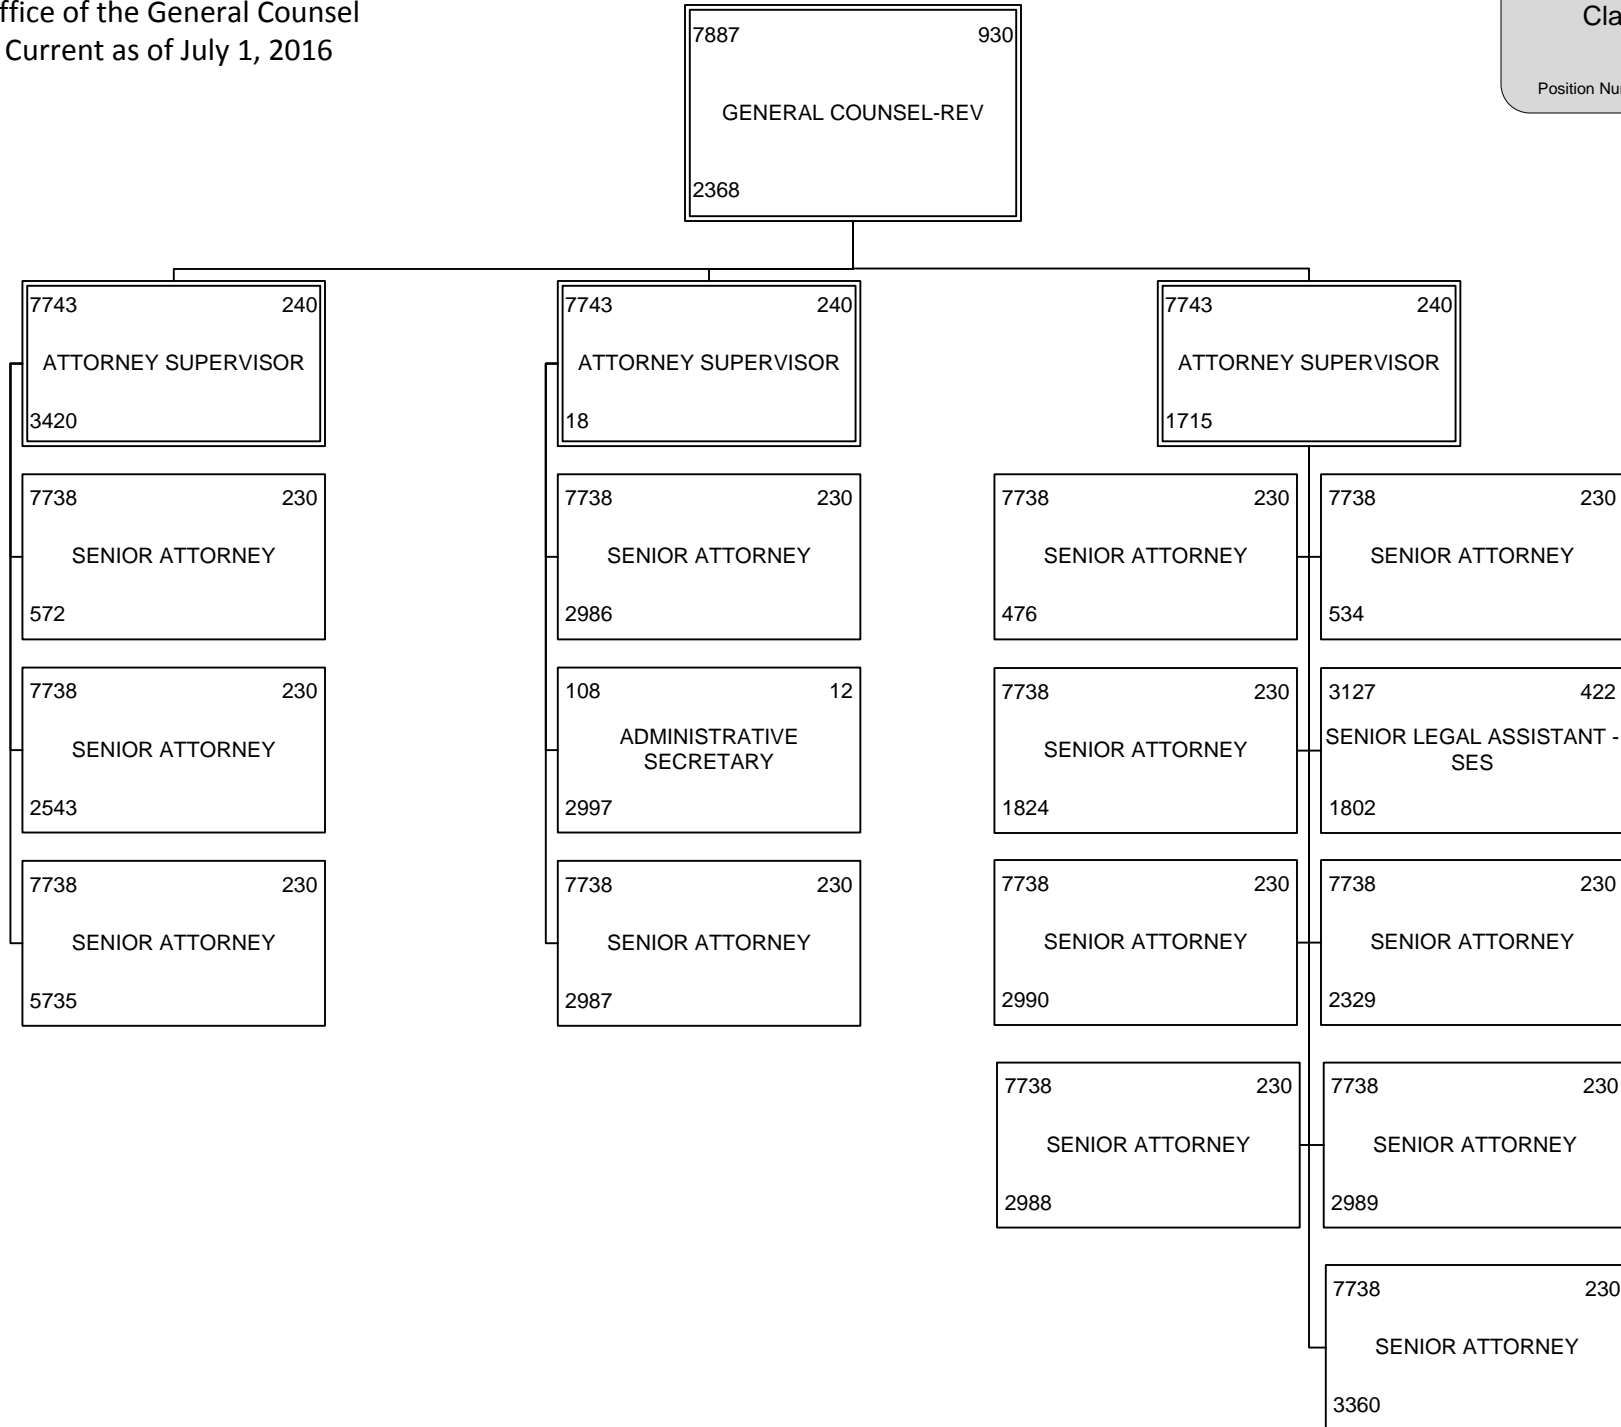 ffice of the General Counsel
Current as of July 1, 2016
Cla
Position Nu
7887 930
GENERAL COUNSEL-REV
2368
7743 240
ATTORNEY SUPERVISOR
3420
7743 240
ATTORNEY SUPERVISOR
18
7743 240
ATTORNEY SUPERVISOR
1715
7738 230
SENIOR ATTORNEY
572
7738 230
SENIOR ATTORNEY
2986
7738 230
SENIOR ATTORNEY
476
7738 230
SENIOR ATTORNEY
534
7738 230
SENIOR ATTORNEY
2543
108 12
ADMINISTRATIVE
SECRETARY
2997
7738 230
SENIOR ATTORNEY
1824
3127 422
SENIOR LEGAL ASSISTANT -
SES
1802
7738 230
SENIOR ATTORNEY
5735
7738 230
SENIOR ATTORNEY
2987
7738 230
SENIOR ATTORNEY
2990
7738 230
SENIOR ATTORNEY
2329
7738 230
SENIOR ATTORNEY
2988
7738 230
SENIOR ATTORNEY
2989
7738 230
SENIOR ATTORNEY
3360